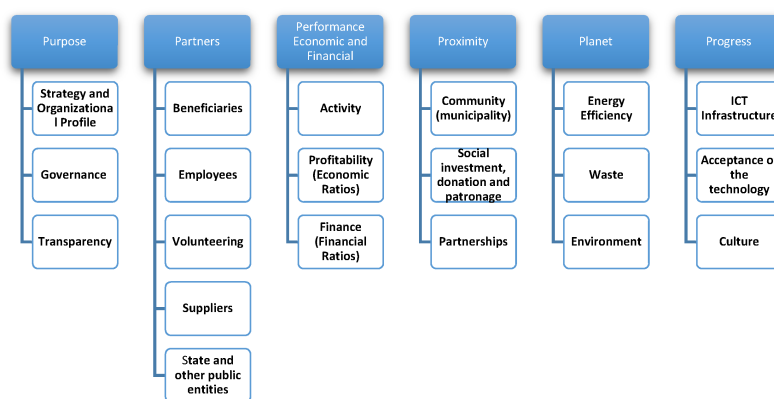 Purpose
Strategy and
Organizationa
l Profile
Governance
Transparency
Partners
Beneficiaries
Employees
Volunteering
Suppliers
State and
other public
entities
Performance
Economic and
Financial
Activity
Profitability
(Economic
Ratios)
Finance
(Financial
Ratios)
Proximity
Community
(municipality)
Social
investment,
donation and
patronage
Partnerships
Planet
Energy
Efficiency
Waste
Environment
Progress
ICT
Infrastructure
Acceptance o
the
technology
Culture